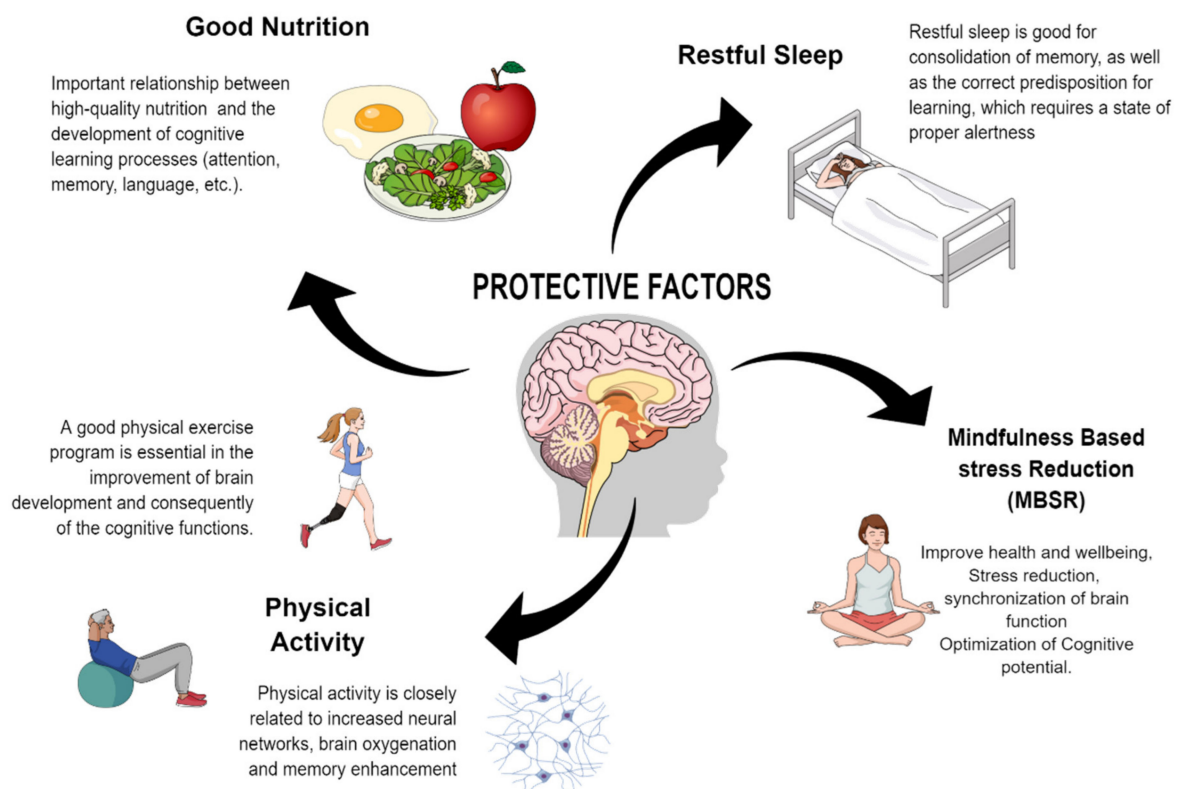 Good Nutrition
Important relationship between
high-quality nutrition and the
development of cognitive
learning processes (attention,
memory, language, etc.).
Restful Sleep
Restful sleep is good for
consolidation of memory, as well
as the correct predisposition for
learning, which requires a state of
proper alertness
PROTECTIVE FACTORS
Mindfulness Based
stress Reduction
(MBSR)
Improve health and wellbeing,
Stress reduction,
synchronization of brain
function
Optimization of Cognitive
potential.
A good physical exercise
program is essential in the
improvement of brain
development and consequently
of the cognitive functions.
Physical
Activity
Physical activity is closely
related to increased neural
networks, brain oxygenation
and memory enhancement